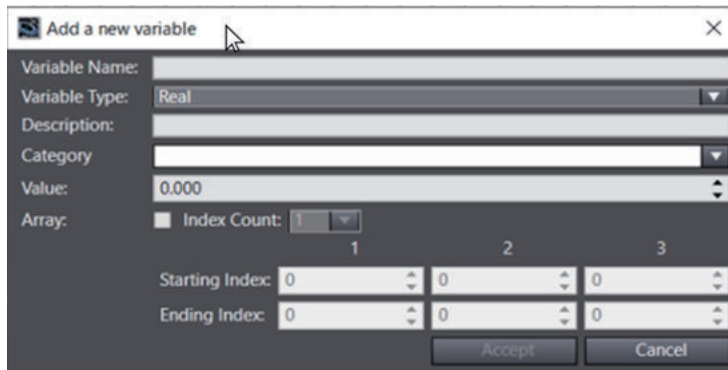 Add a new variable
Variable Name:
Variable Type: Real
Description:
Category
Value: 0.000
Array: Index Count: 1
1 2 3
Starting Index: 0 0 0
Ending Index: 0 0 0
Accept Cancel